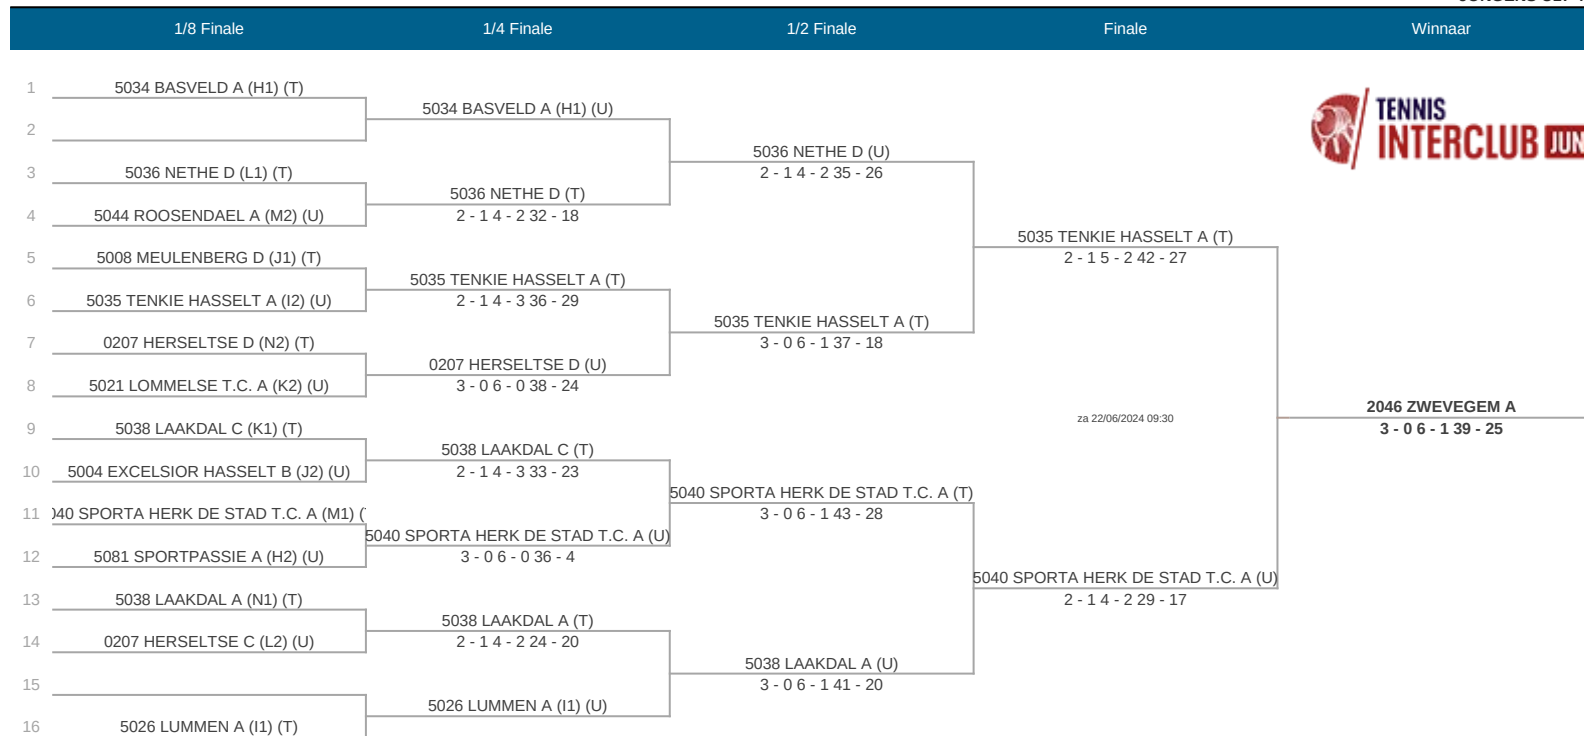 1/8 Finale 1/4 Finale 1/2 Finale Finale Winnaar
1 5034 BASVELD A (H1) (T)
5034 BASVELD A (H1) (U)
2
5036 NETHE D (U)
2 - 1 4 - 2 35 - 26
3 5036 NETHE D (L1) (T)
5036 NETHE D (T)
2 - 1 4 - 2 32 - 18
4 5044 ROOSENDAEL A (M2) (U)
5035 TENKIE HASSELT A (T)
2 - 1 5 - 2 42 - 27
5 5008 MEULENBERG D (J1) (T)
5035 TENKIE HASSELT A (T)
2 - 1 4 - 3 36 - 29
6 5035 TENKIE HASSELT A (I2) (U)
5035 TENKIE HASSELT A (T)
3 - 0 6 - 1 37 - 18
7 0207 HERSELTSE D (N2) (T)
0207 HERSELTSE D (U)
3 - 0 6 - 0 38 - 24
8 5021 LOMMELSE T.C. A (K2) (U)
2046 ZWEVEGEM A
3 - 0 6 - 1 39 - 25
za 22/06/2024 09:30
9 5038 LAAKDAL C (K1) (T)
5038 LAAKDAL C (T)
2 - 1 4 - 3 33 - 23
10 5004 EXCELSIOR HASSELT B (J2) (U)
5040 SPORTA HERK DE STAD T.C. A (T)
3 - 0 6 - 1 43 - 28
11 040 SPORTA HERK DE STAD T.C. A (M1) (
5040 SPORTA HERK DE STAD T.C. A (U)
3 - 0 6 - 0 36 - 4
12 5081 SPORTPASSIE A (H2) (U)
5040 SPORTA HERK DE STAD T.C. A (U)
2 - 1 4 - 2 29 - 17
13 5038 LAAKDAL A (N1) (T)
5038 LAAKDAL A (T)
2 - 1 4 - 2 24 - 20
14 0207 HERSELTSE C (L2) (U)
5038 LAAKDAL A (U)
3 - 0 6 - 1 41 - 20
15
5026 LUMMEN A (I1) (U)
16 5026 LUMMEN A (I1) (T)
TENNIS
INTERCLUB JUN